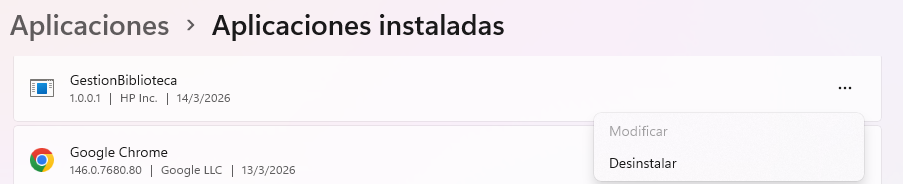 Aplicaciones > Aplicaciones instaladas
GestionBiblioteca
1.0.0.1 | HP Inc. | 14/3/2026
Modificar
Google Chrome
Desinstalar
146.0.7680.80 | Google LLC | 13/3/2026